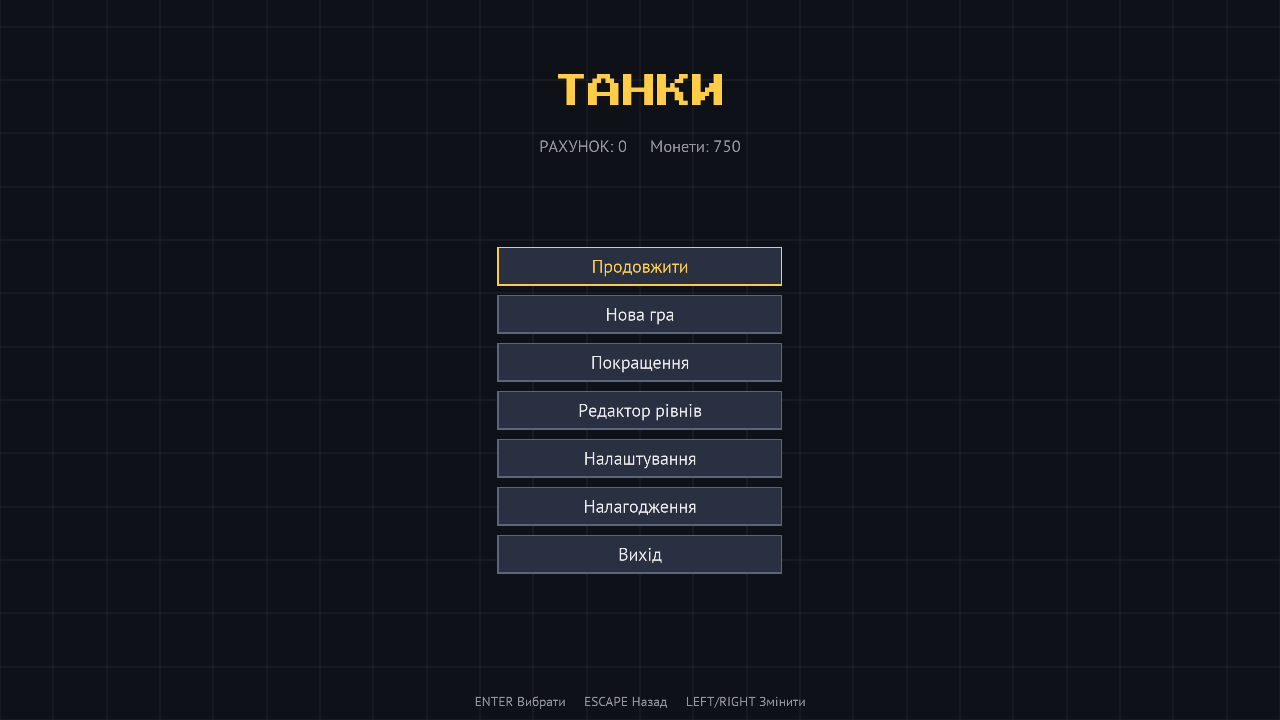 ТАНКИ
РАХУНОК: 0 Монети: 750
Продовжити
Нова гра
Покращення
Редактор рівнів
Налаштування
Налагодження
Вихід
ENTER Вибрати ESCAPE Назад LEFT/RIGHT Змінити